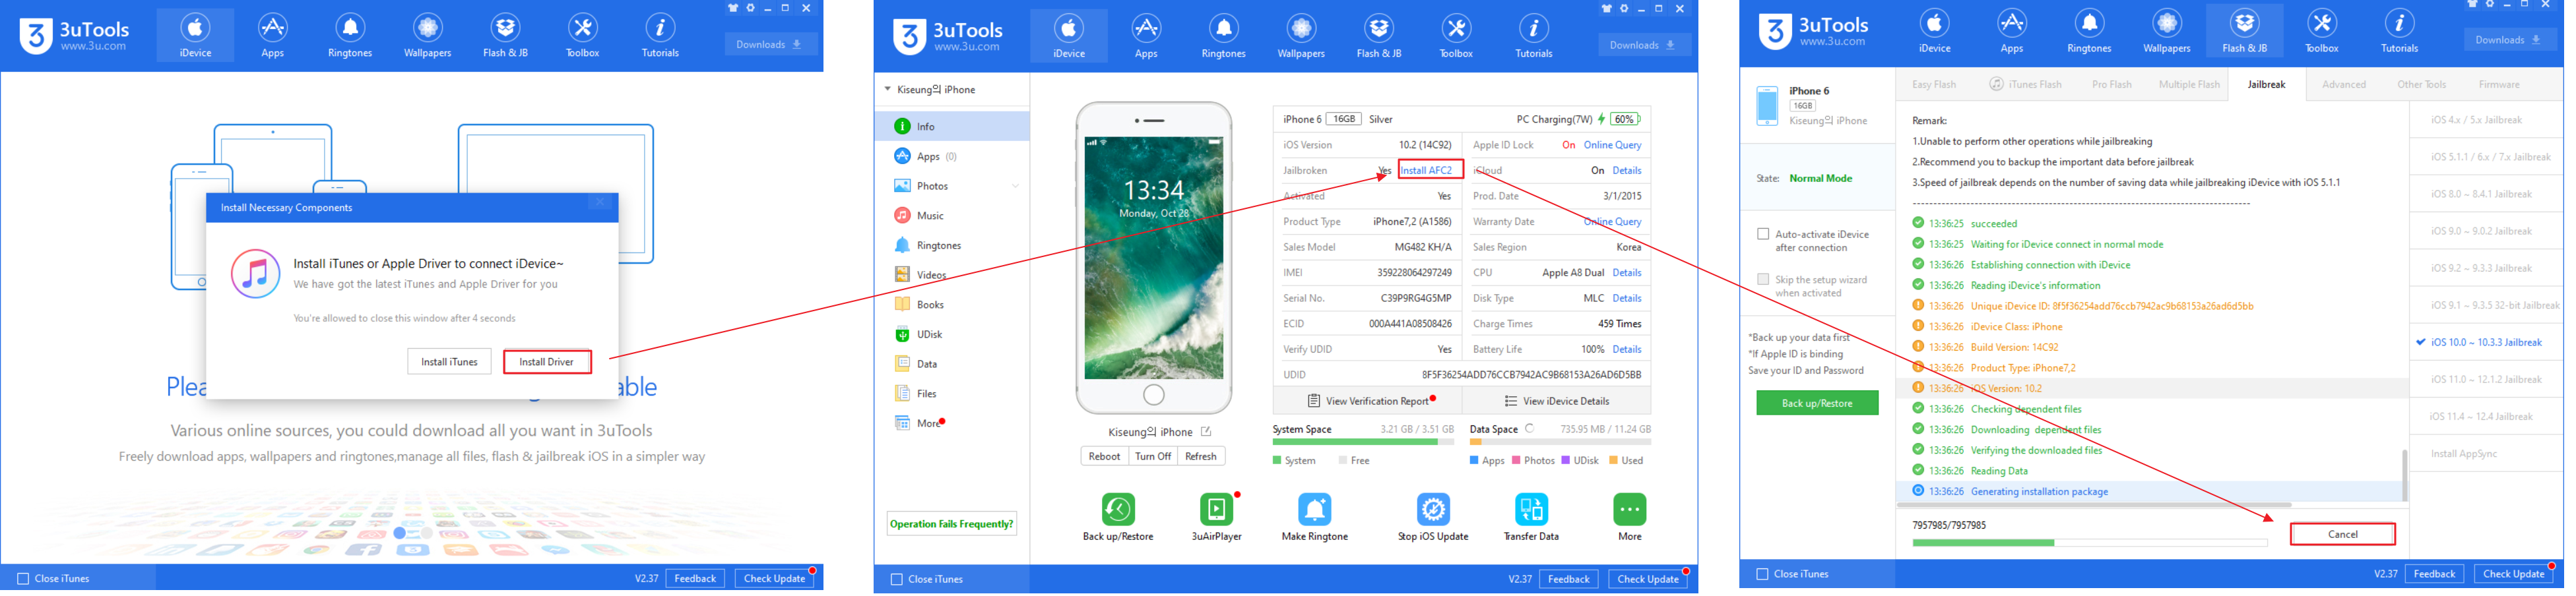 3uTools
www.3u.com
iDevice
Apps
Ringtones
Wallpapers
Flash & JB
Toolbox
Tutorials
Downloads
Install Necessary Components
Install iTunes or Apple Driver to connect iDevice~
We have got the latest iTunes and Apple Driver for you
You're allowed to close this window after 4 seconds
Install iTunes
Install Driver
Plea
able
Various online sources, you could download all you want in 3uTools
Freely download apps, wallpapers and ringtones,manage all files, flash & jailbreak iOS in a simpler way
Close iTunes
V2.37
Feedback
Check Update
3uTools
www.3u.com
iDevice
Apps
Ringtones
Wallpapers
Flash & JB
Toolbox
Tutorials
Downloads
Kiseung의 iPhone
Info
Apps (0)
Photos
Music
Ringtones
Videos
Books
UDisk
Data
Files
More
Operation Fails Frequently?
13:34
Monday, Oct 28
Kiseung의 iPhone
Reboot Turn Off Refresh
iPhone 6 16GB Silver PC Charging(7W) 60%
iOS Version 10.2 (14C92) Apple ID Lock On Online Query
Jailbroken Yes Install AFC2 iCloud On Details
Activated Yes Prod. Date 3/1/2015
Product Type iPhone7,2 (A1586) Warranty Date Online Query
Sales Model MG482 KH/A Sales Region Korea
IMEI 359228064297249 CPU Apple A8 Dual Details
Serial No. C39P9RG4G5MP Disk Type MLC Details
ECID 000A441A08508426 Charge Times 459 Times
Verify UDID Yes Battery Life 100% Details
UDID 8F5F36254ADD76CCB7942AC9B68153A26AD6D5BB
View Verification Report View iDevice Details
System Space 3.21 GB / 3.51 GB Data Space 735.95 MB / 11.24 GB
System Free Apps Photos UDisk Used
Back up/Restore
3uAirPlayer
Make Ringtone
Stop iOS Update
Transfer Data
More
Close iTunes
V2.37
Feedback
Check Update
3uTools
www.3u.com
iDevice
Apps
Ringtones
Wallpapers
Flash & JB
Toolbox
Tutorials
Downloads
iPhone 6
16GB
Kiseung의 iPhone
State: Normal Mode
Auto-activate iDevice
after connection
Skip the setup wizard
when activated
*Back up your data first
*If Apple ID is binding
Save your ID and Password
Back up/Restore
Easy Flash
iTunes Flash
Pro Flash
Multiple Flash
Jailbreak
Advanced
Other Tools
Firmware
Remark:
1.Unable to perform other operations while jailbreaking
2.Recommend you to backup the important data before jailbreak
3.Speed of jailbreak depends on the number of saving data while jailbreaking iDevice with iOS 5.1.1
--------------------------------------------------------------------------------
13:36:25 succeeded
13:36:25 Waiting for iDevice connect in normal mode
13:36:26 Establishing connection with iDevice
13:36:26 Reading iDevice's information
13:36:26 Unique iDevice ID: 8f5f36254add76ccb7942ac9b68153a26ad6d5bb
13:36:26 iDevice Class: iPhone
13:36:26 Build Version: 14C92
13:36:26 Product Type: iPhone7,2
13:36:26 iOS Version: 10.2
13:36:26 Checking dependent files
13:36:26 Downloading dependent files
13:36:26 Verifying the downloaded files
13:36:26 Reading Data
13:36:26 Generating installation package
7957985/7957985
Cancel
iOS 4.x / 5.x Jailbreak
iOS 5.1.1 / 6.x / 7.x Jailbreak
iOS 8.0 ~ 8.4.1 Jailbreak
iOS 9.0 ~ 9.0.2 Jailbreak
iOS 9.2 ~ 9.3.3 Jailbreak
iOS 9.1 ~ 9.3.5 32-bit Jailbreak
iOS 10.0 ~ 10.3.3 Jailbreak
iOS 11.0 ~ 12.1.2 Jailbreak
iOS 11.4 ~ 12.4 Jailbreak
Install AppSync
Close iTunes
V2.37
Feedback
Check Update